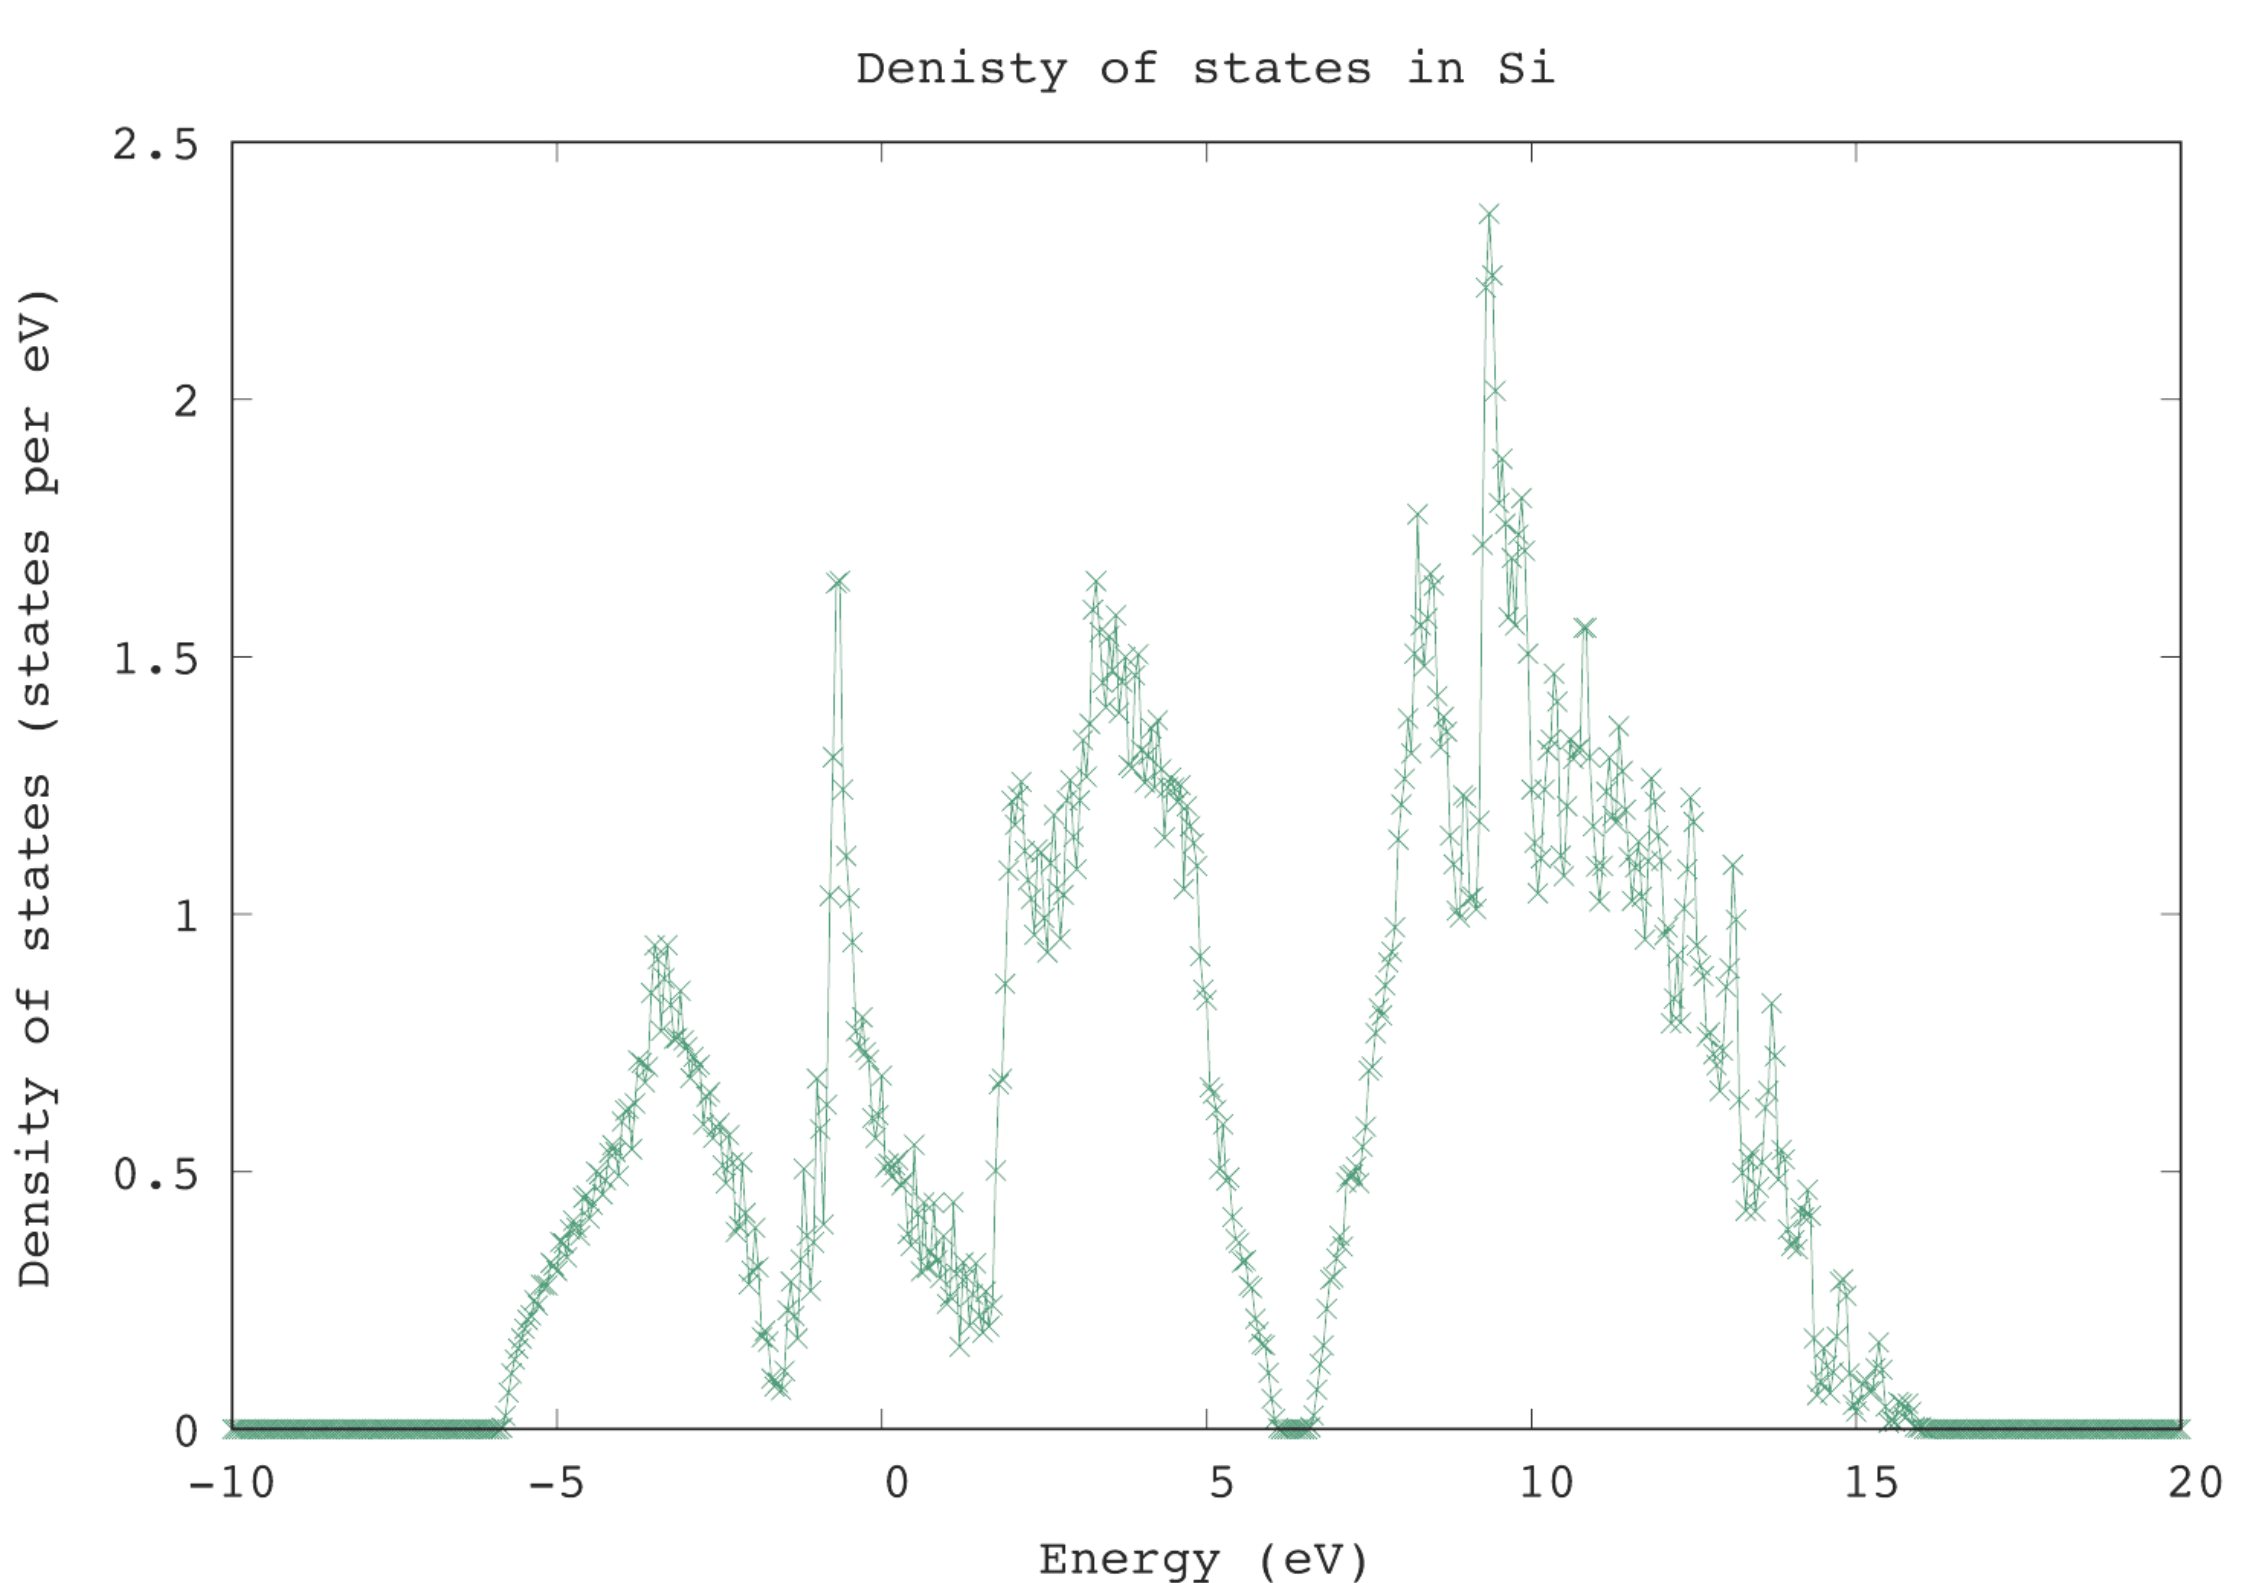 Denisty of states in Si
Density of states (states per eV)
2.5
2
1.5
1
0.5
0
-10 -5 0 5 10 15 20
Energy (eV)